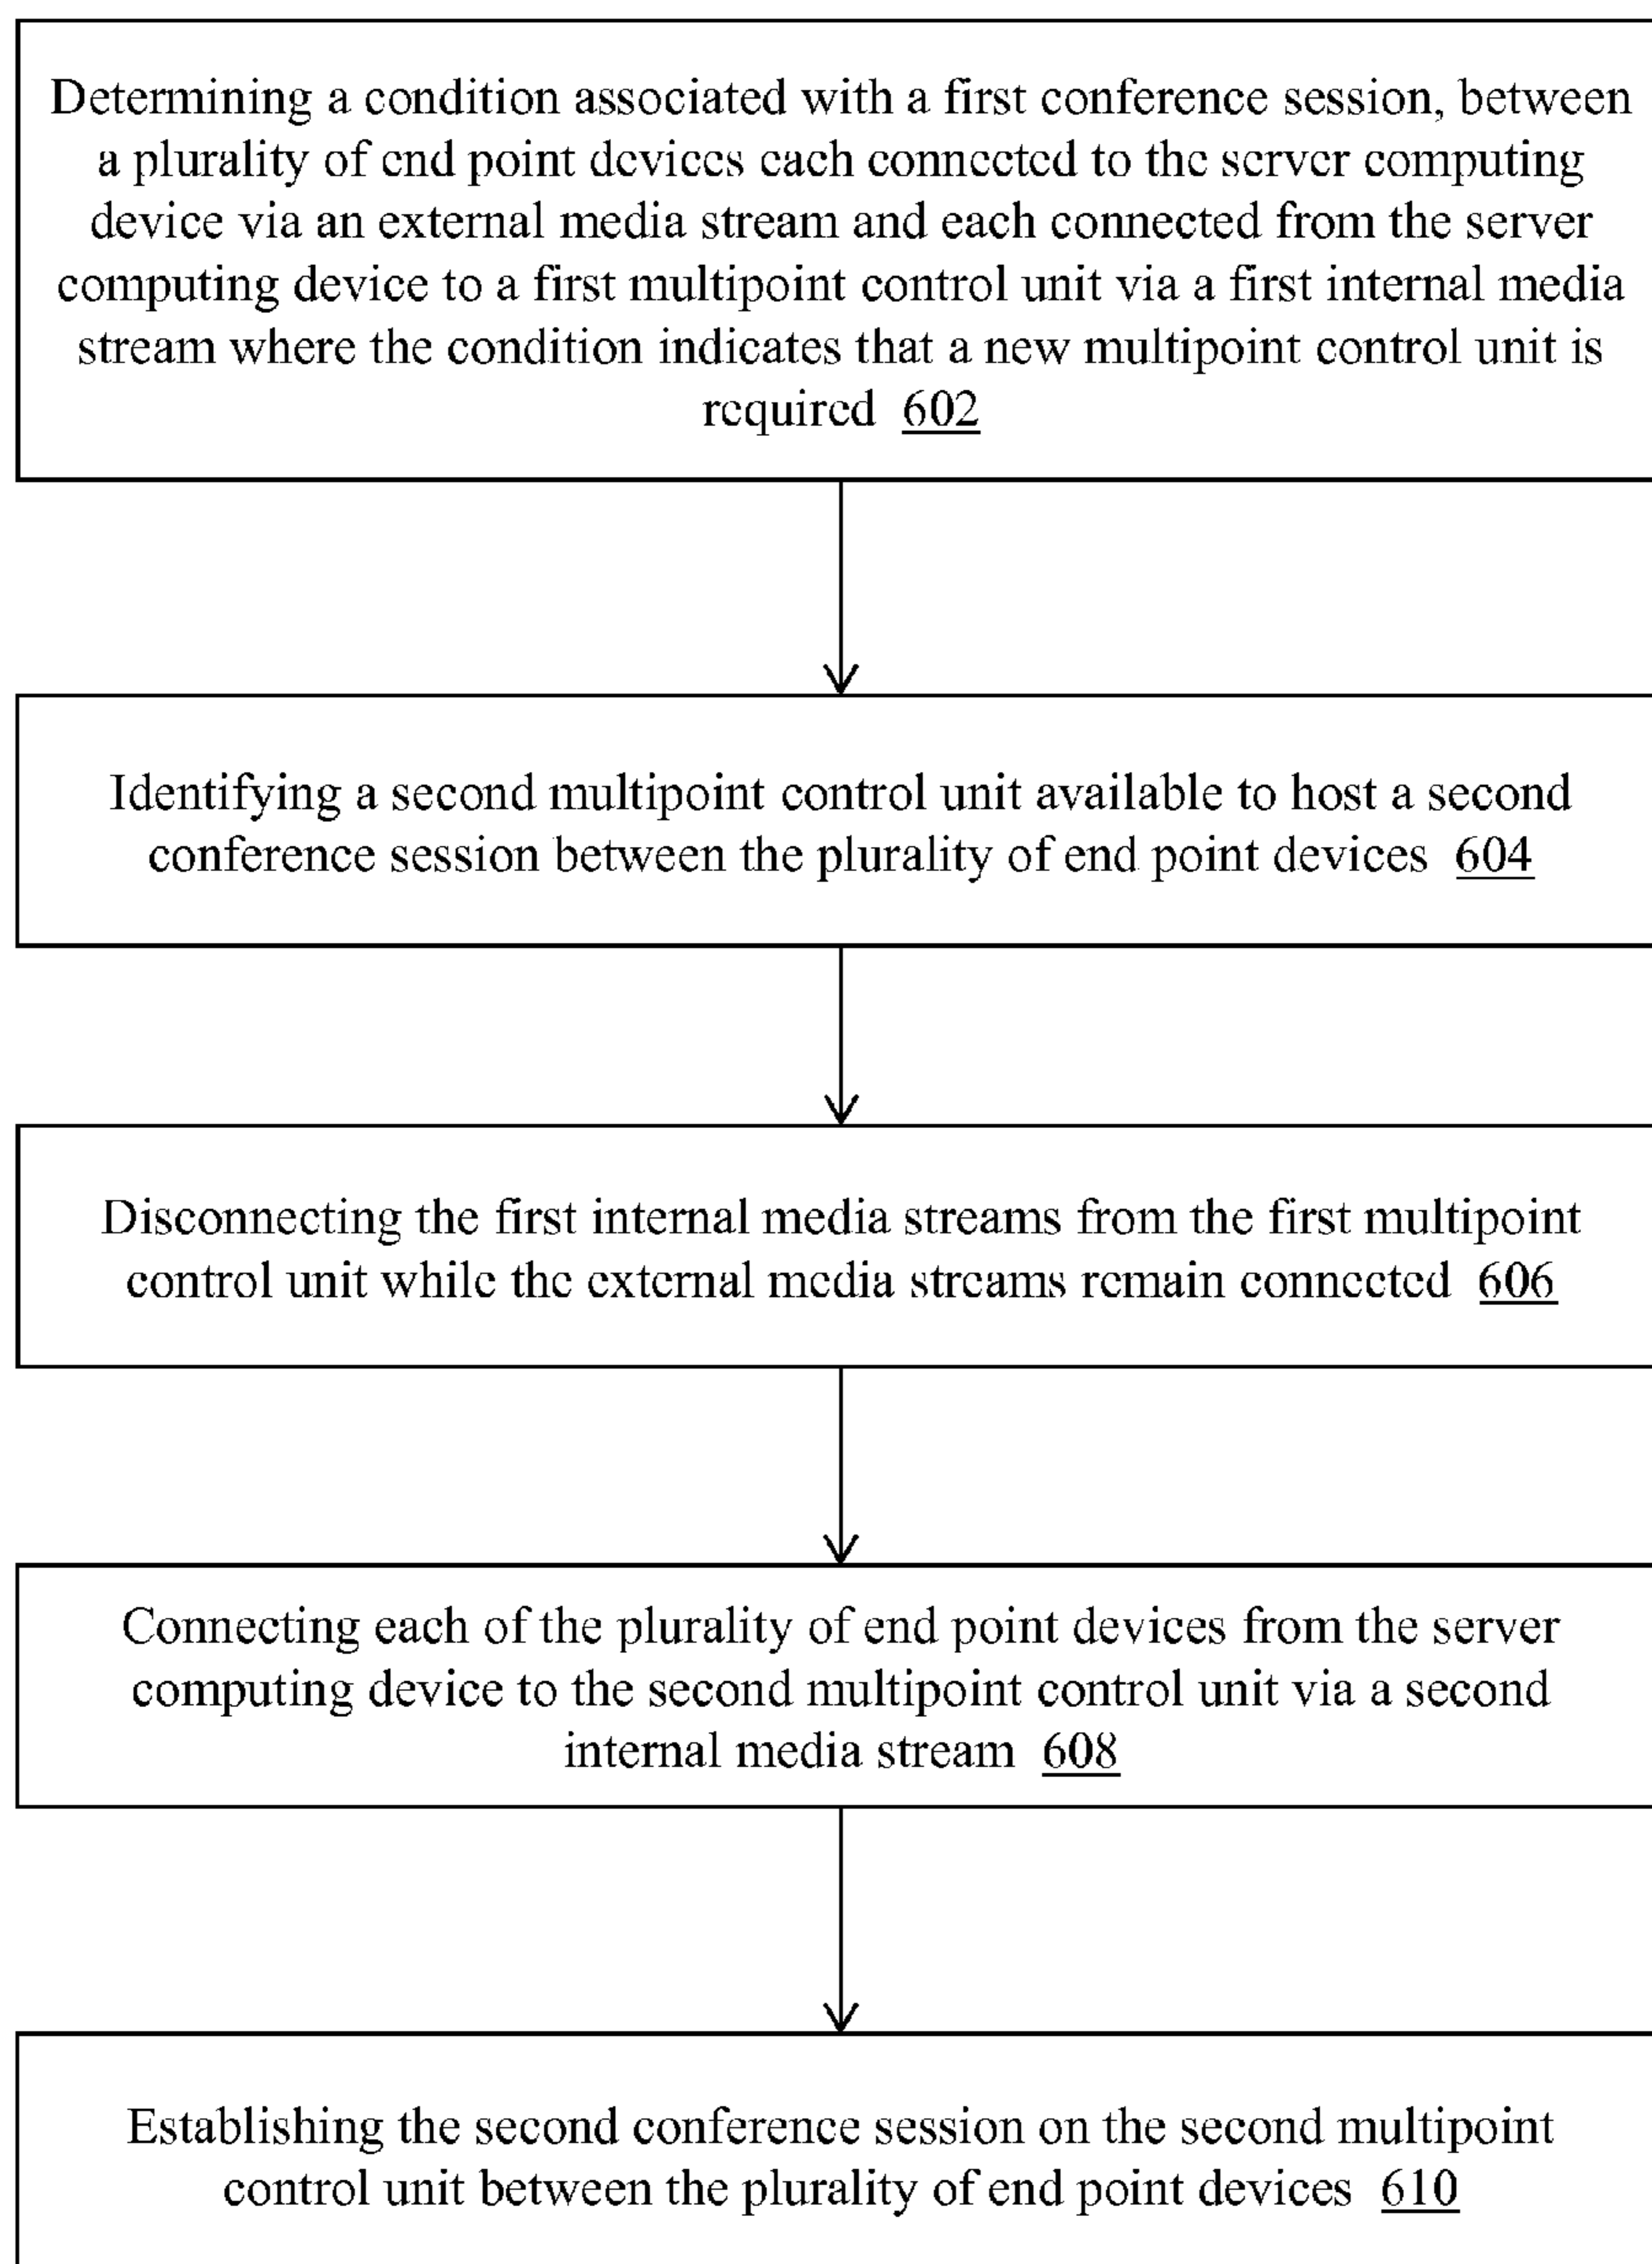 Determining a condition associated with a first conference session, between
a plurality of end point devices each connected to the server computing
device via an external media stream and each connected from the server
computing device to a first multipoint control unit via a first internal media
stream where the condition indicates that a new multipoint control unit is
required 602
Identifying a second multipoint control unit available to host a second
conference session between the plurality of end point devices 604
Disconnecting the first internal media streams from the first multipoint
control unit while the external media streams remain connected 606
Connecting each of the plurality of end point devices from the server
computing device to the second multipoint control unit via a second
internal media stream 608
Establishing the second conference session on the second multipoint
control unit between the plurality of end point devices 610